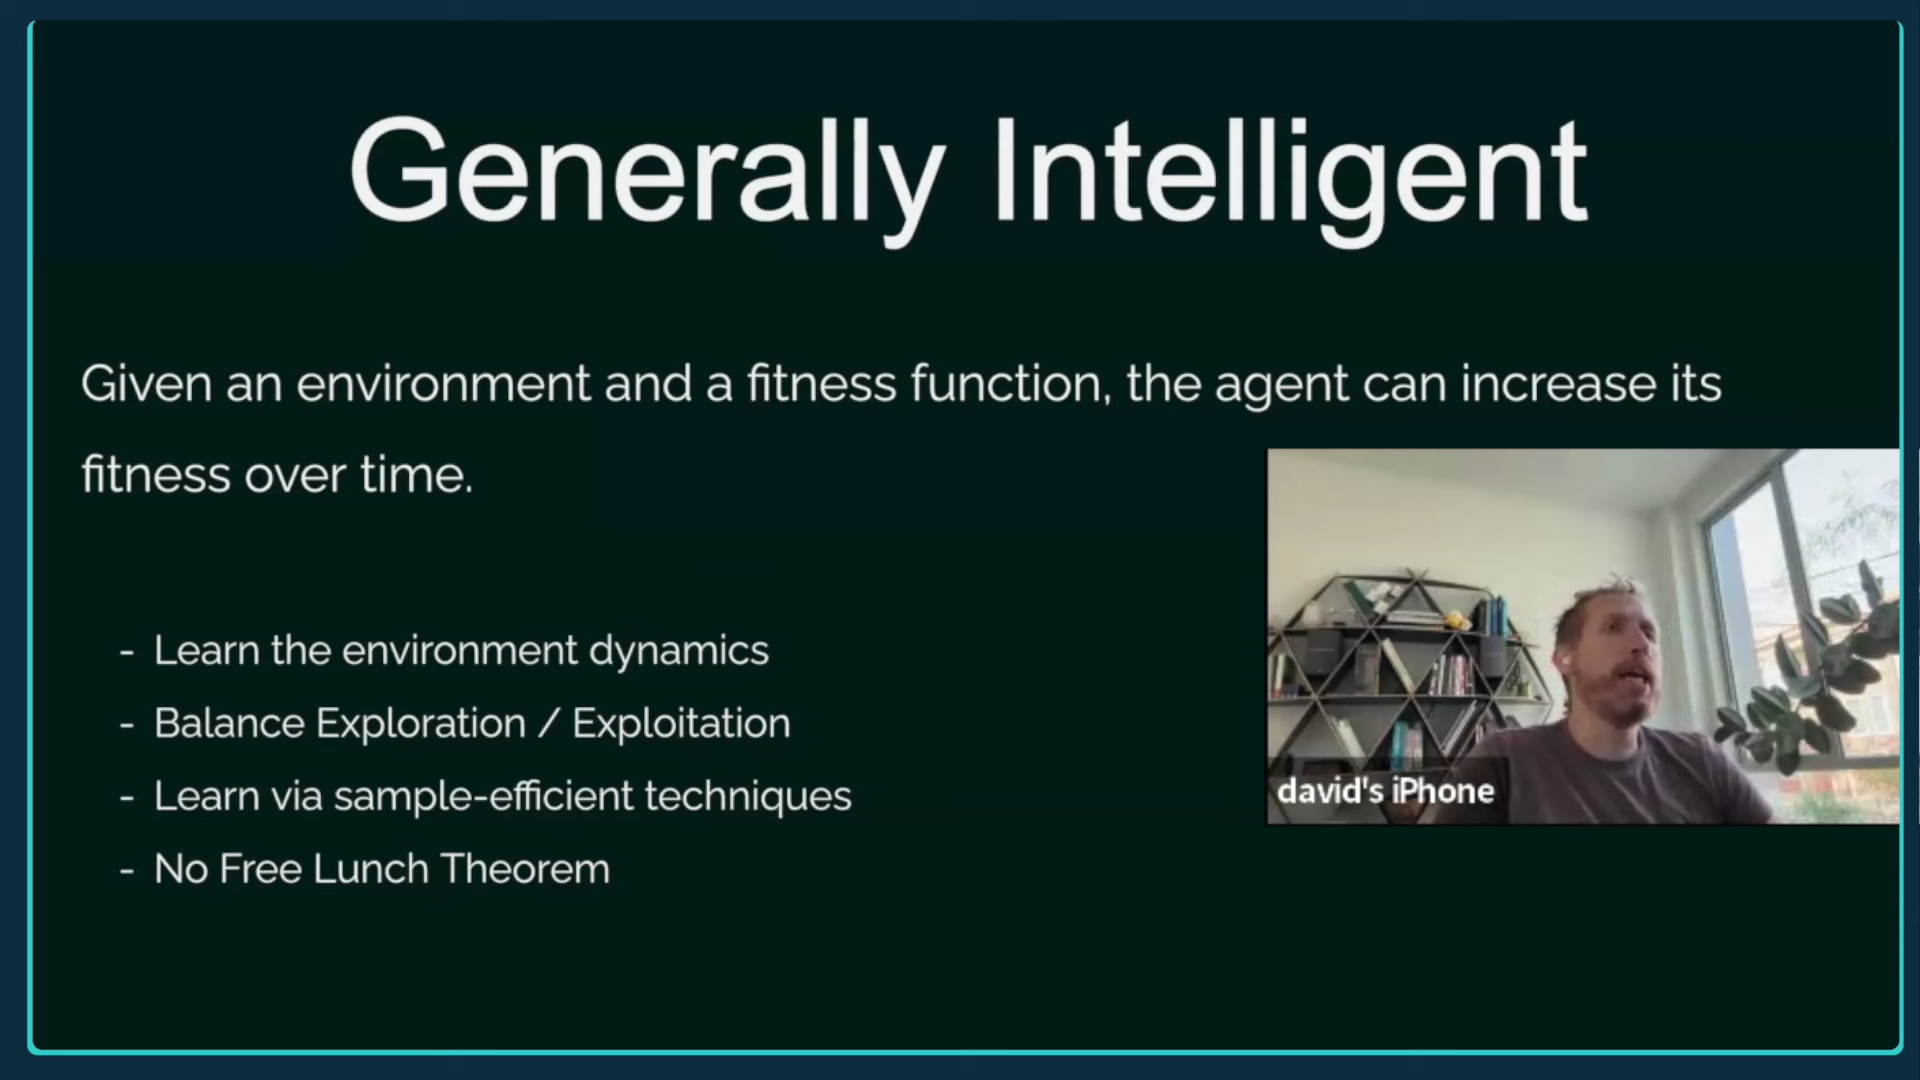 Generally Intelligent
Given an environment and a fitness function, the agent can increase its
fitness over time.
- Learn the environment dynamics
- Balance Exploration / Exploitation
- Learn via sample-efficient techniques
- No Free Lunch Theorem
david's iPhone